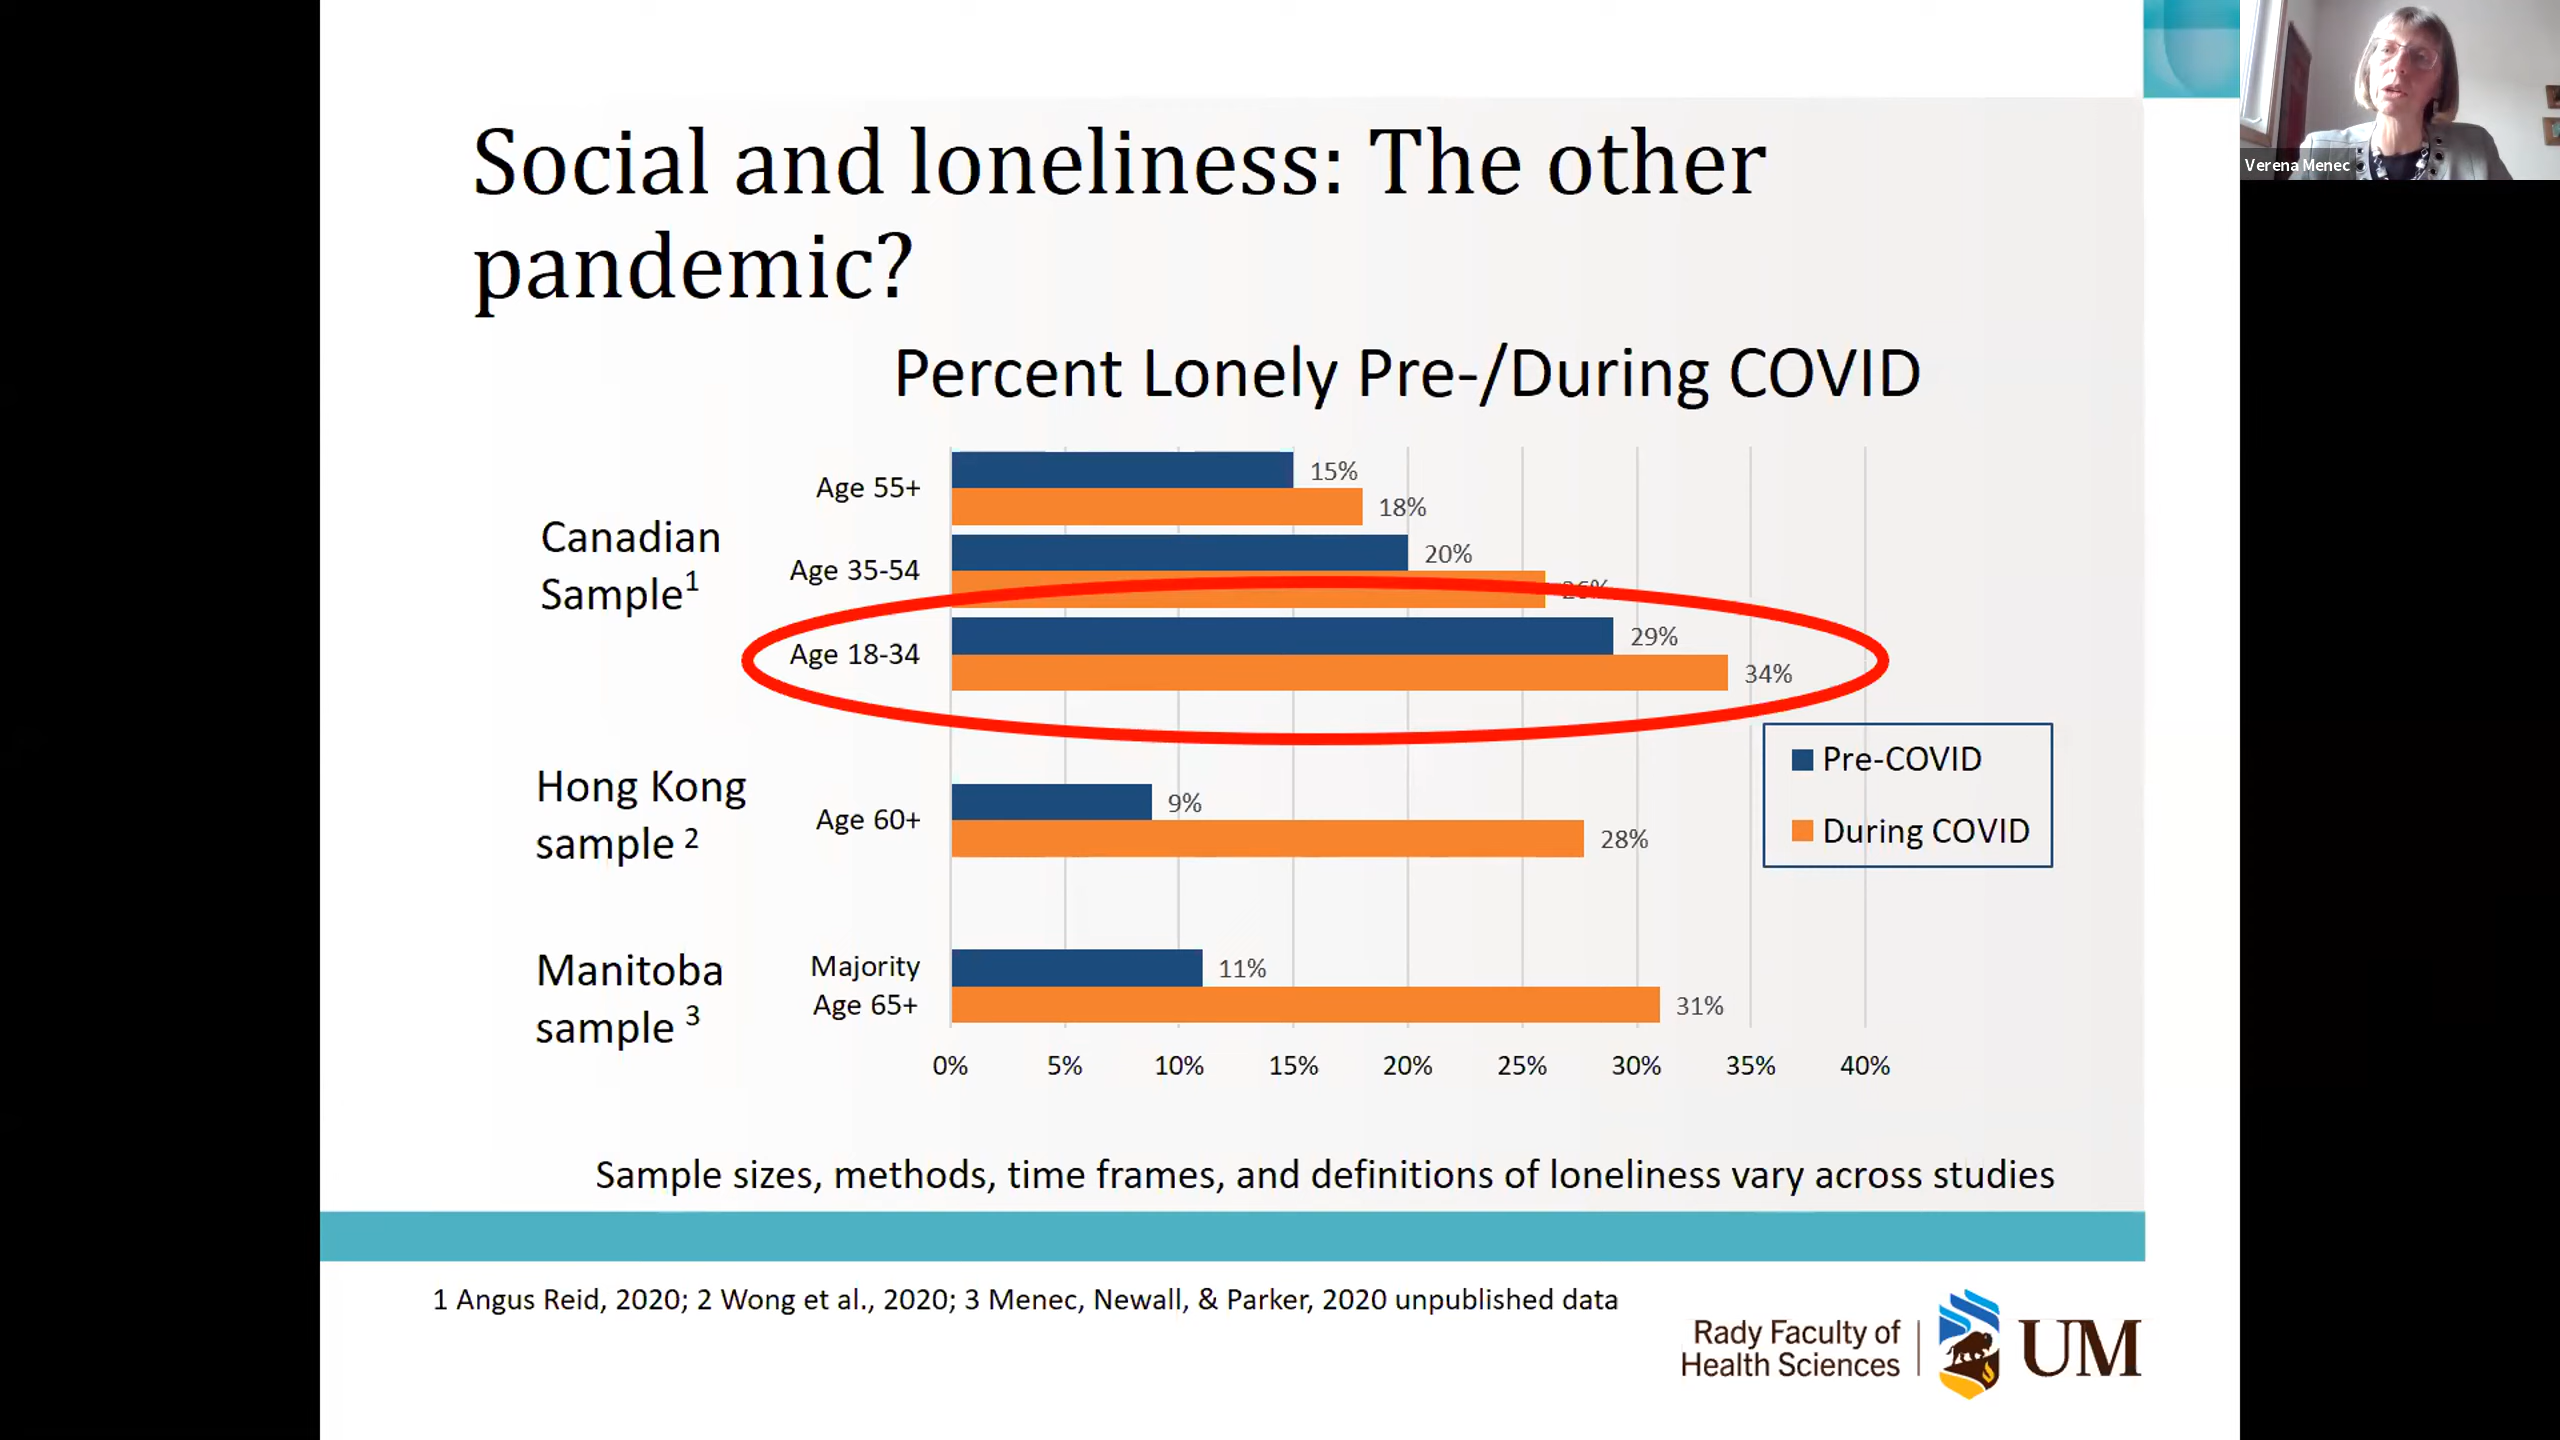 Verena Menec
Social and loneliness: The other
pandemic?
Percent Lonely Pre-/During COVID
Canadian
Sample1
Age 55+
15%
18%
Age 35-54
20%
26%
Age 18-34
29%
34%
Pre-COVID
During COVID
Hong Kong
sample 2
Age 60+
9%
28%
Manitoba
sample 3
Majority
Age 65+
11%
31%
0% 5% 10% 15% 20% 25% 30% 35% 40%
Sample sizes, methods, time frames, and definitions of loneliness vary across studies
1 Angus Reid, 2020; 2 Wong et al., 2020; 3 Menec, Newall, & Parker, 2020 unpublished data
Rady Faculty of
Health Sciences
UM